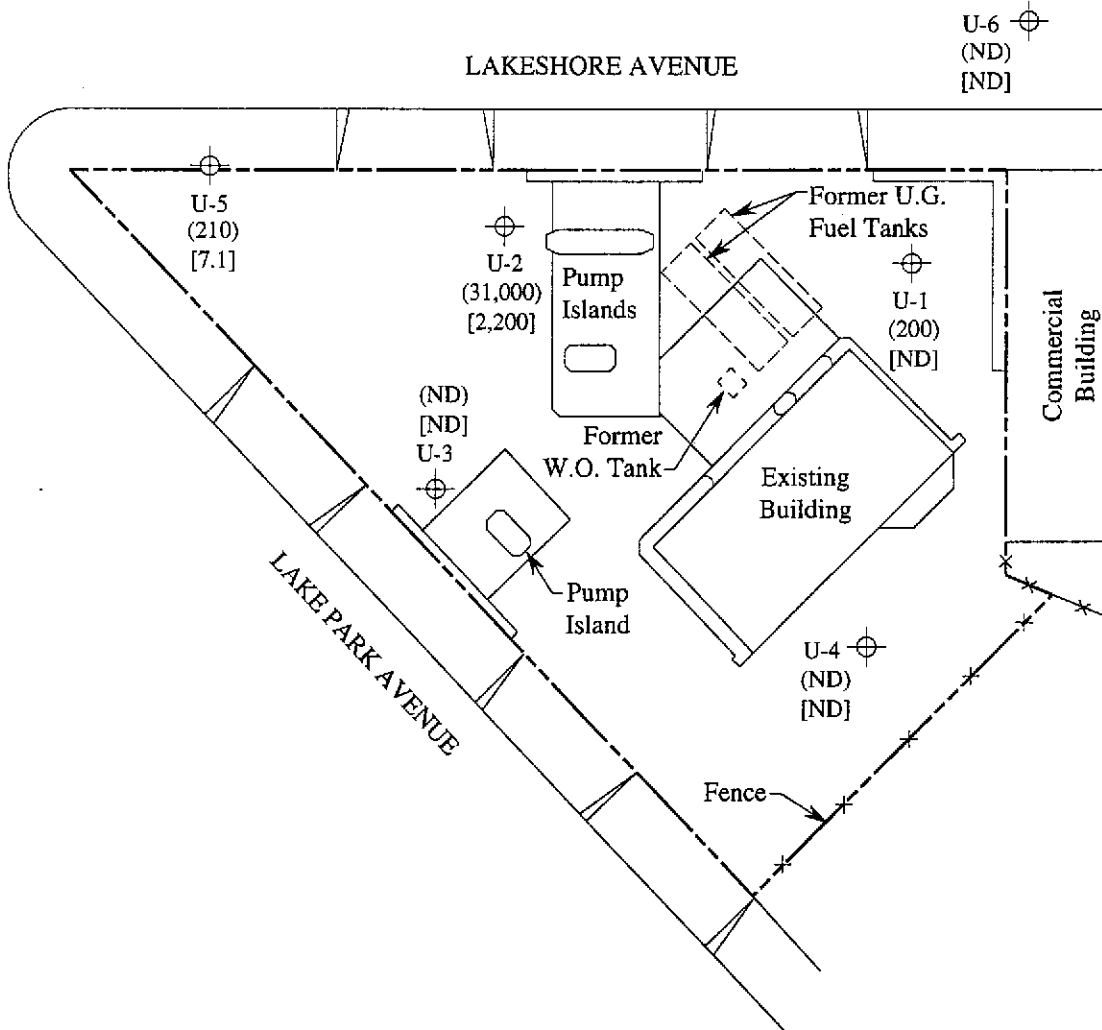 U-6
(ND)
[ND]
LAKESHORE AVENUE
U-5
(210)
[7.1]
U-2
(31,000)
[2,200]
Pump
Islands
Former U.G.
Fuel Tanks
U-1
(200)
[ND]
Commercial
Building
(ND)
[ND]
U-3
Former
W.O. Tank
Existing
Building
Pump
Island
LAKE PARK AVENUE
U-4
(ND)
[ND]
Fence